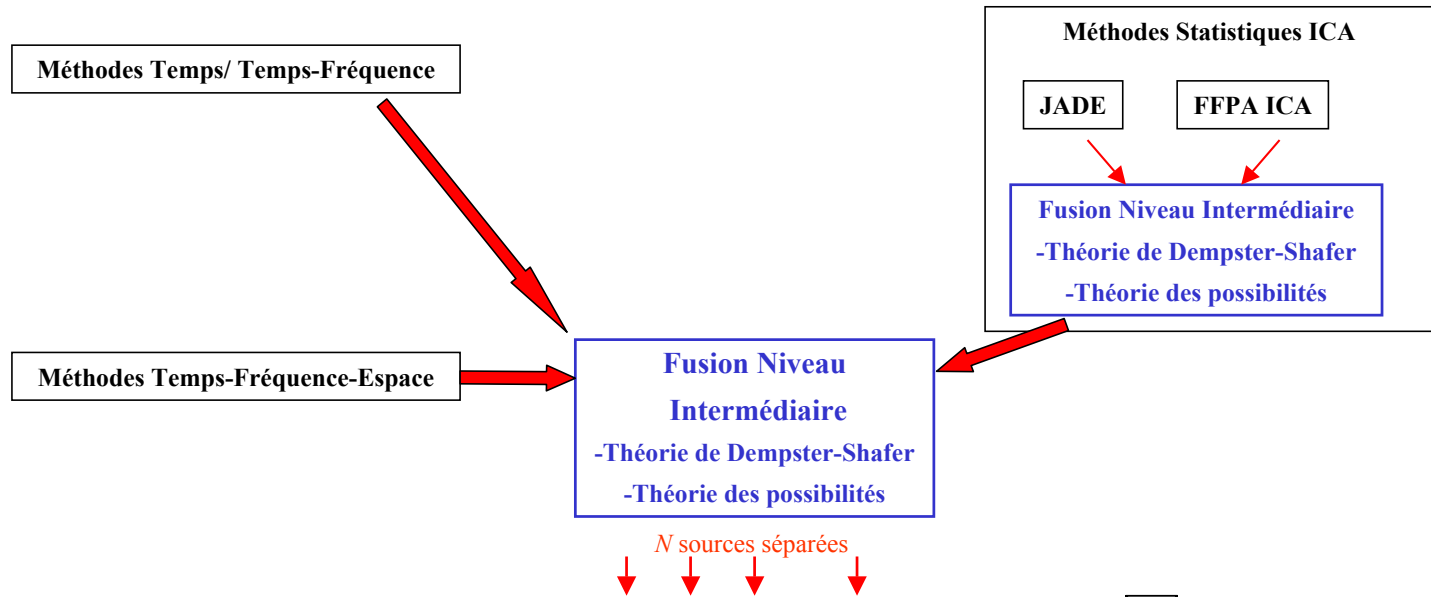 Méthodes Statistiques ICA
Méthodes Temps/ Temps-Fréquence
JADE
FFPA ICA
Fusion Niveau Intermédiaire
-Théorie de Dempster-Shafer
-Théorie des possibilités
Méthodes Temps-Fréquence-Espace
Fusion Niveau
Intermédiaire
-Théorie de Dempster-Shafer
-Théorie des possibilités
N sources séparées